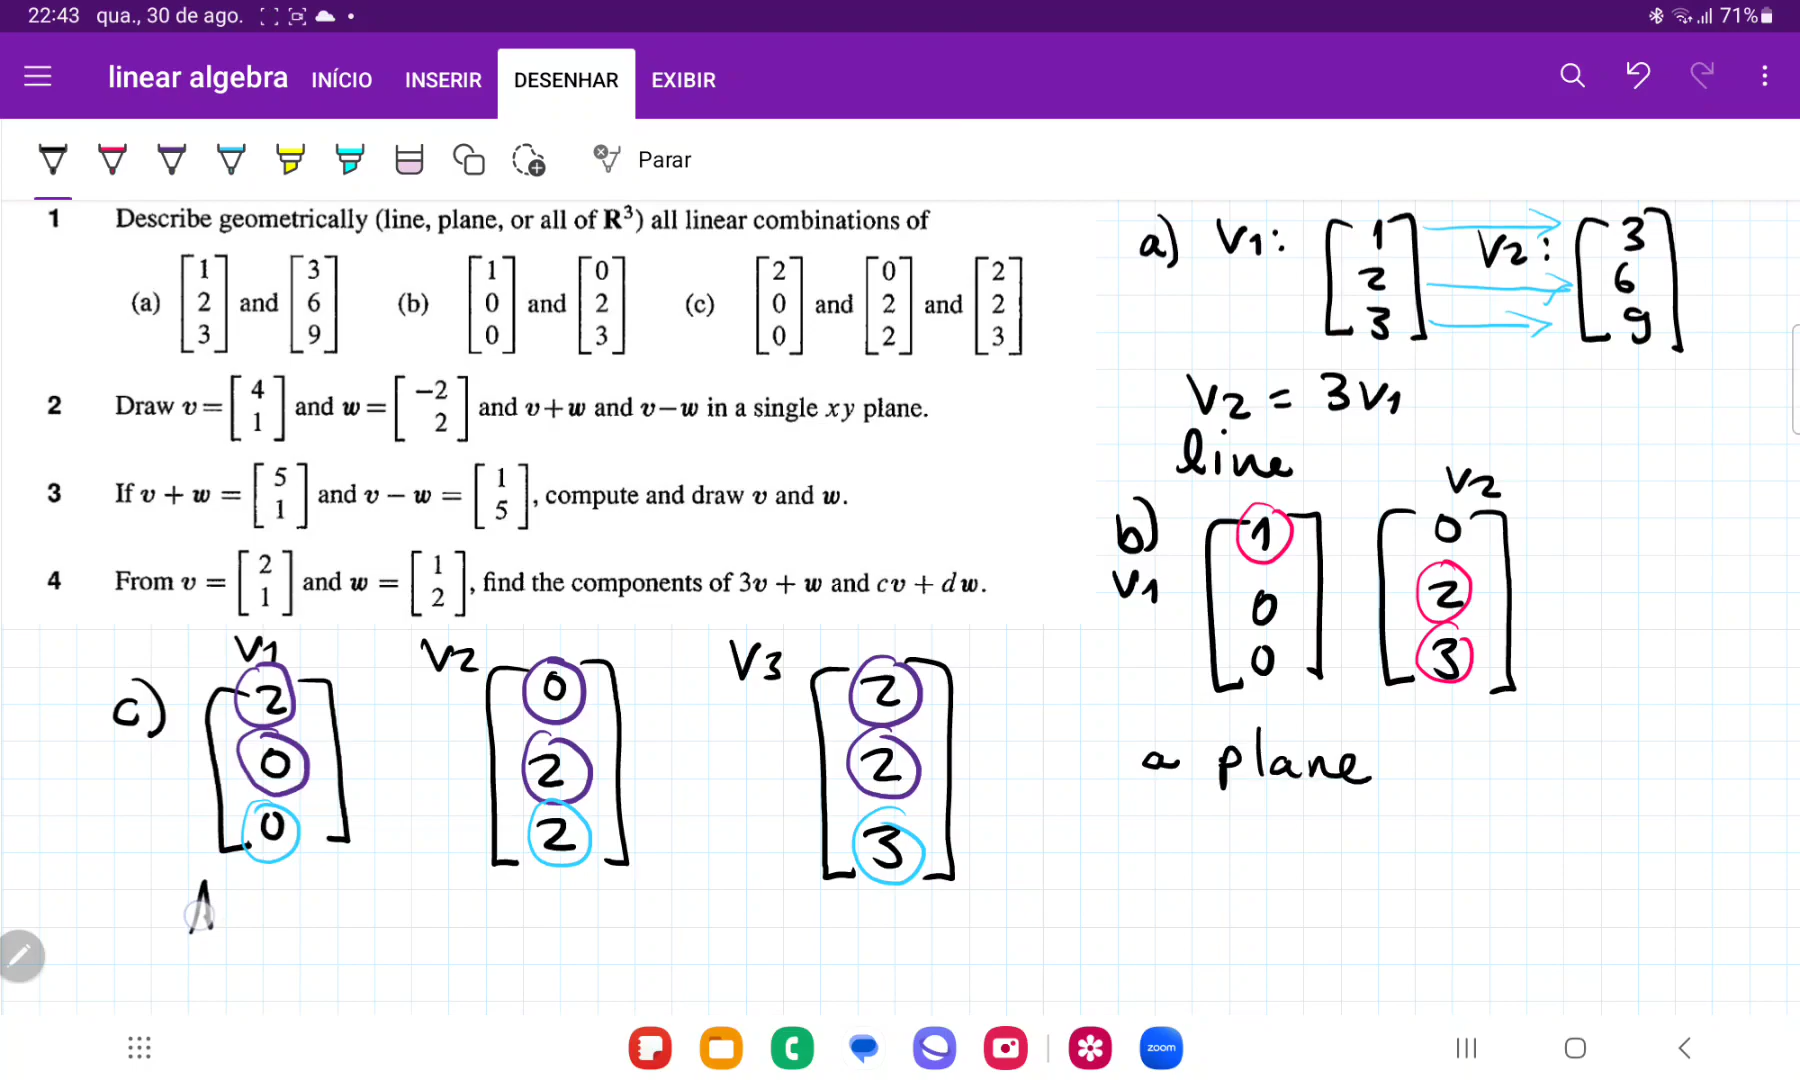 22:43 qua., 30 de ago. 71%
linear algebra INÍCIO INSERIR DESENHAR EXIBIR
Parar
1 Describe geometrically (line, plane, or all of R³) all linear combinations of
(a) [1 2 3] and [3 6 9] (b) [1 0 0] and [0 2 3] (c) [2 0 0] and [0 2 2] and [2 2 3]
2 Draw v = [4 1] and w = [−2 2] and v+w and v−w in a single xy plane.
3 If v + w = [5 1] and v − w = [1 5], compute and draw v and w.
4 From v = [2 1] and w = [1 2], find the components of 3v + w and cv + dw.
a) V1: [1 2 3] V2: [3 6 9]
V2 = 3V1
line
b) V1 [1 0 0] V2 [0 2 3]
a plane
c) V1 [2 0 0] V2 [0 2 2] V3 [2 2 3]
A
zoom